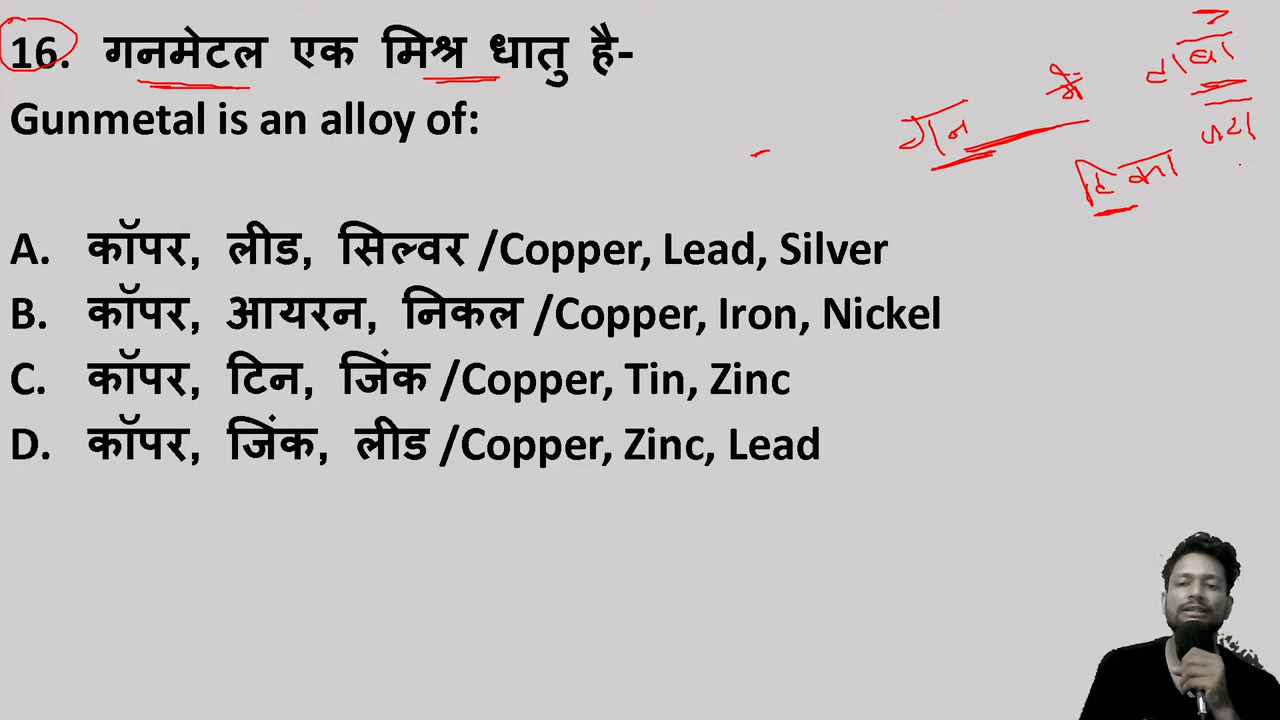 16. गनमेटल एक मिश्र धातु है-
Gunmetal is an alloy of:
गन में
टिका
A. कॉपर, लीड, सिल्वर /Copper, Lead, Silver
B. कॉपर, आयरन, निकल /Copper, Iron, Nickel
C. कॉपर, टिन, जिंक /Copper, Tin, Zinc
D. कॉपर, जिंक, लीड /Copper, Zinc, Lead